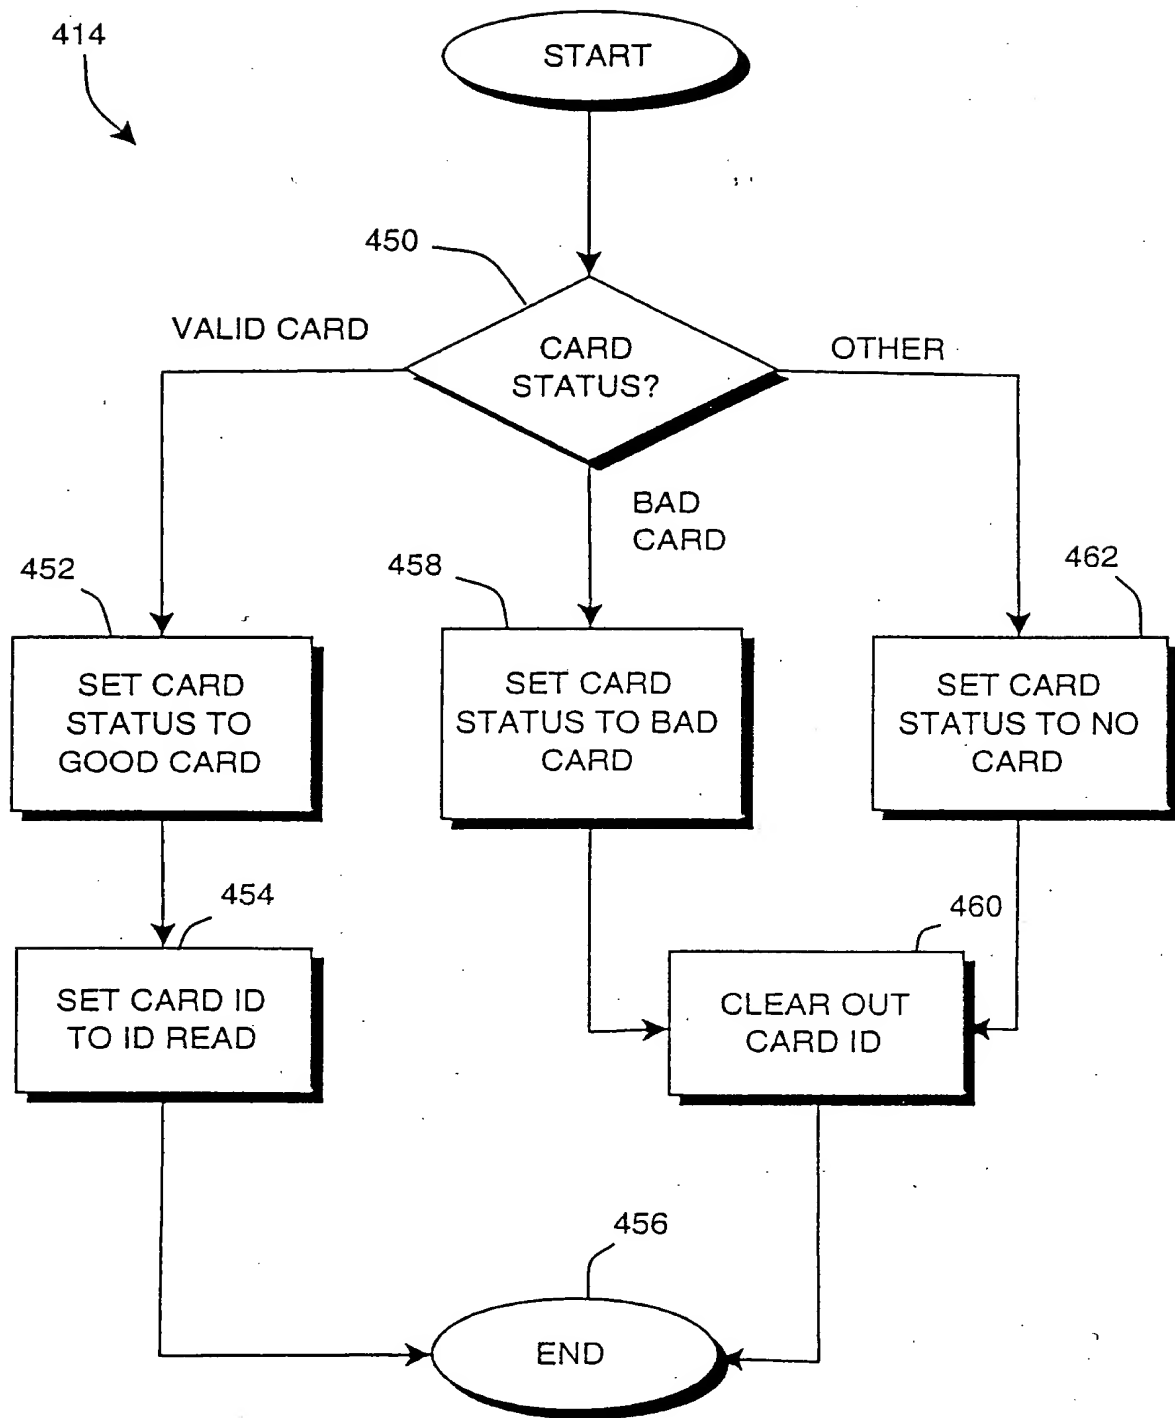 414
START
450
VALID CARD
CARD
STATUS?
OTHER
BAD
CARD
452
458
462
SET CARD
STATUS TO
GOOD CARD
SET CARD
STATUS TO BAD
CARD
SET CARD
STATUS TO NO
CARD
454
460
SET CARD ID
TO ID READ
CLEAR OUT
CARD ID
456
END